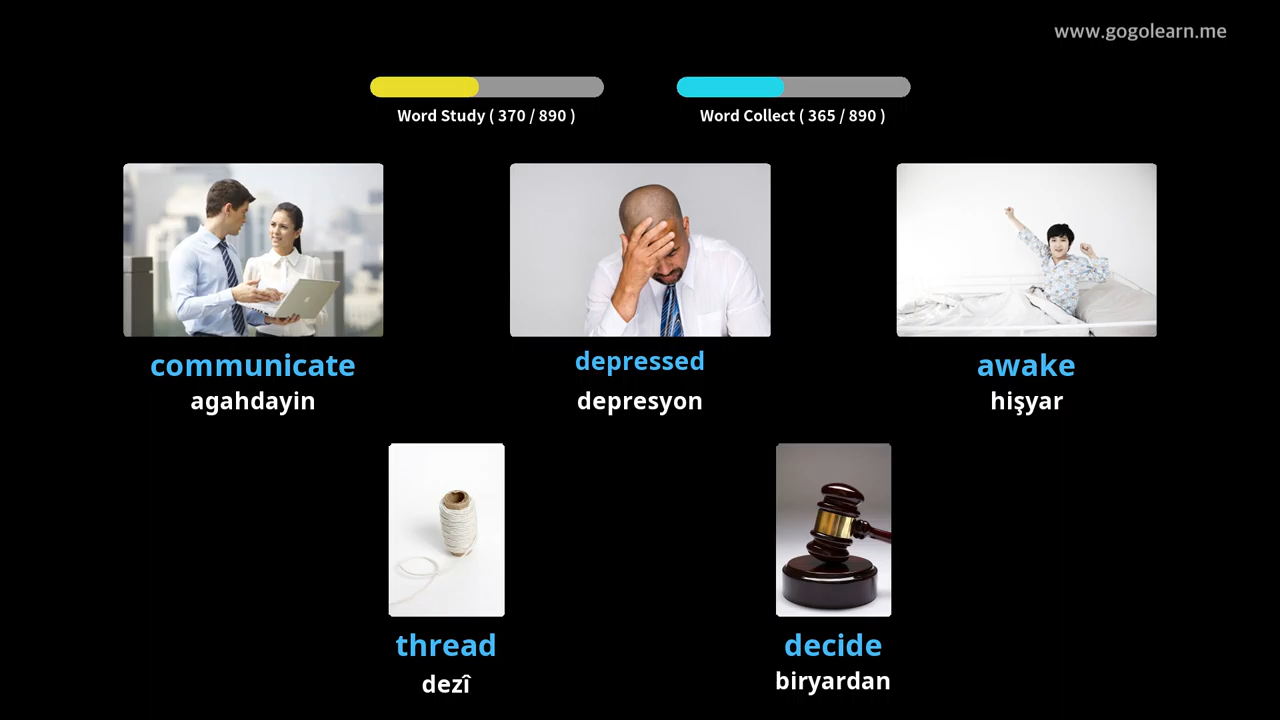 www.gogolearn.me
Word Study ( 370 / 890 )
Word Collect ( 365 / 890 )
communicate
agahdayin
depressed
depresyon
awake
hişyar
thread
dezî
decide
biryardan